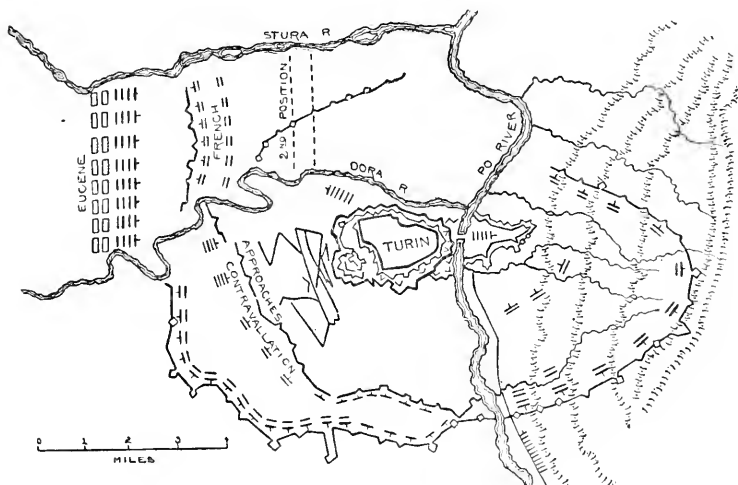 STURA R
EUGENE
FRENCH
2ND POSITION
PO RIVER
DORA R
TURIN
APPROACHES
CONTRAVALLATION
0 1 2 3 4
MILES